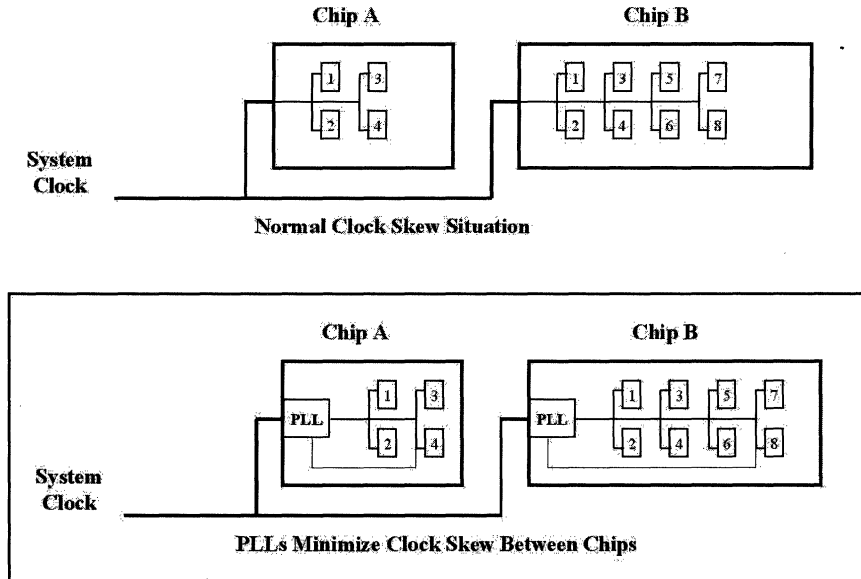 Chip A Chip B
1 3 1 3 5 7
2 4 2 4 6 8
System
Clock
Normal Clock Skew Situation
Chip A Chip B
1 3 1 3 5 7
PLL PLL
2 4 2 4 6 8
System
Clock
PLLs Minimize Clock Skew Between Chips